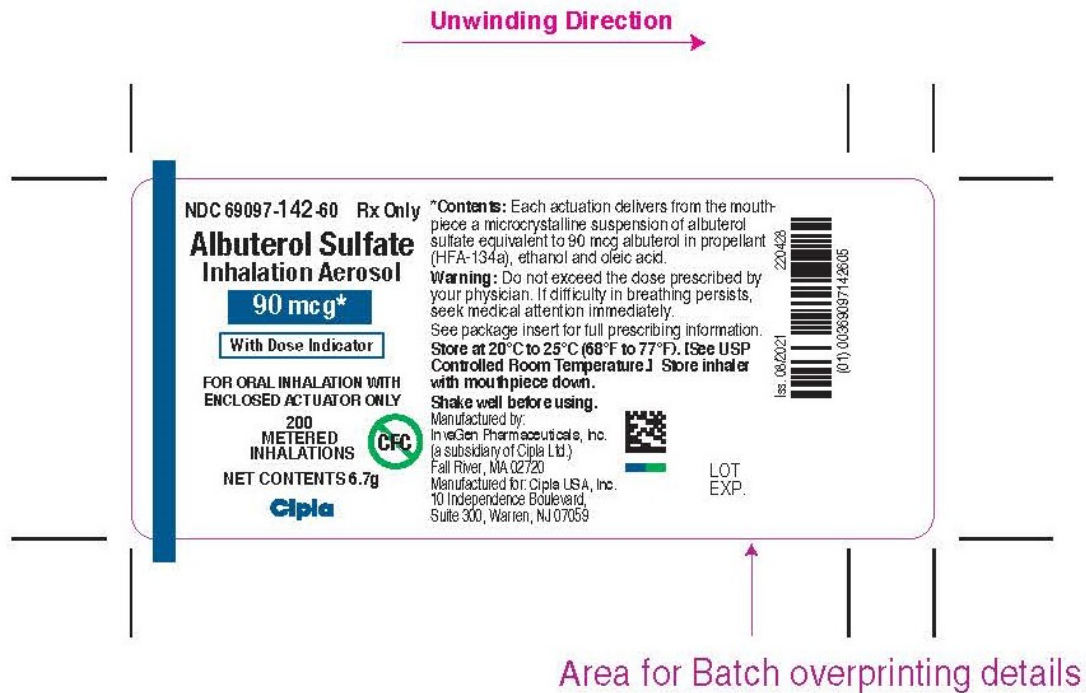 Unwinding Direction
NDC 69097-142-60 Rx Only
Albuterol Sulfate
Inhalation Aerosol
90 mcg*
With Dose Indicator
FOR ORAL INHALATION WITH
ENCLOSED ACTUATOR ONLY
200
METERED
INHALATIONS
CFC
NET CONTENTS 6.7g
Cipla
*Contents: Each actuation delivers from the mouth-
piece a microcrystalline suspension of albuterol
sulfate equivalent to 90 mcg albuterol in propellant
(HFA-134a), ethanol and oleic acid.
Warning: Do not exceed the dose prescribed by
your physician. If difficulty in breathing persists,
seek medical attention immediately.
See package insert for full prescribing information.
Store at 20°C to 25°C (68°F to 77°F). [See USP
Controlled Room Temperature.] Store inhaler
with mouthpiece down.
Shake well before using.
Manufactured by:
InvaGen Pharmaceuticals, Inc.
(a subsidiary of Cipla Ltd.)
Fall River, MA 02720
Manufactured for: Cipla USA, Inc.
10 Independence Boulevard,
Suite 300, Warren, NJ 07059
Iss. 08/2021
220428
(01) 00369097142605
LOT
EXP.
Area for Batch overprinting details